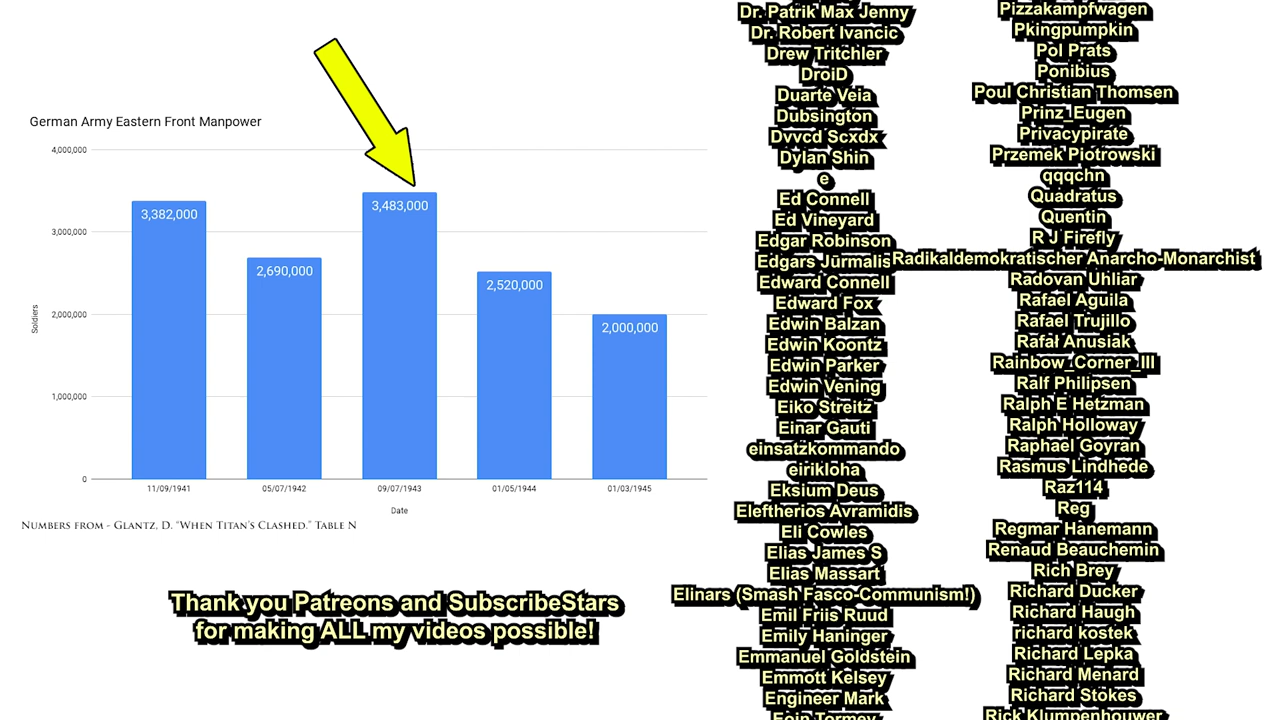 German Army Eastern Front Manpower
4,000,000
3,000,000
2,000,000
1,000,000
0
Soldiers
3,382,000
2,690,000
3,483,000
2,520,000
2,000,000
11/09/1941
05/07/1942
09/07/1943
01/05/1944
01/03/1945
Date
Numbers from - Glantz, D. "When Titan's Clashed." Table N
Thank you Patreons and SubscribeStars
for making ALL my videos possible!
Dr. Patrik Max Jenny
Dr. Robert Ivancic
Drew Tritchler
DroiD
Duarte Veia
Dubsington
Dvvcd Scxdx
Dylan Shin
e
Ed Connell
Ed Vineyard
Edgar Robinson
Edgars Jūrmalis
Edward Connell
Edward Fox
Edwin Balzan
Edwin Koontz
Edwin Parker
Edwin Vening
Eiko Streitz
Einar Gauti
einsatzkommando
eirikloha
Eksium Deus
Eleftherios Avramidis
Eli Cowles
Elias James S
Elias Massart
Elinars (Smash Fasco-Communism!)
Emil Friis Ruud
Emily Haninger
Emmanuel Goldstein
Emmott Kelsey
Engineer Mark
Eoin Tormey
Pizzakampfwagen
Pkingpumpkin
Pol Prats
Ponibius
Poul Christian Thomsen
Prinz_Eugen
Privacypirate
Przemek Piotrowski
qqqchn
Quadratus
Quentin
R J Firefly
Radikaldemokratischer Anarcho-Monarchist
Radovan Uhliar
Rafael Aguila
Rafael Trujillo
Rafał Anusiak
Rainbow_Corner_III
Ralf Philipsen
Ralph E Hetzman
Ralph Holloway
Raphael Goyran
Rasmus Lindhede
Raz114
Reg
Regmar Hanemann
Renaud Beauchemin
Rich Brey
Richard Ducker
Richard Haugh
richard kostek
Richard Lepka
Richard Menard
Richard Stokes
Rick Klumpenhouwer